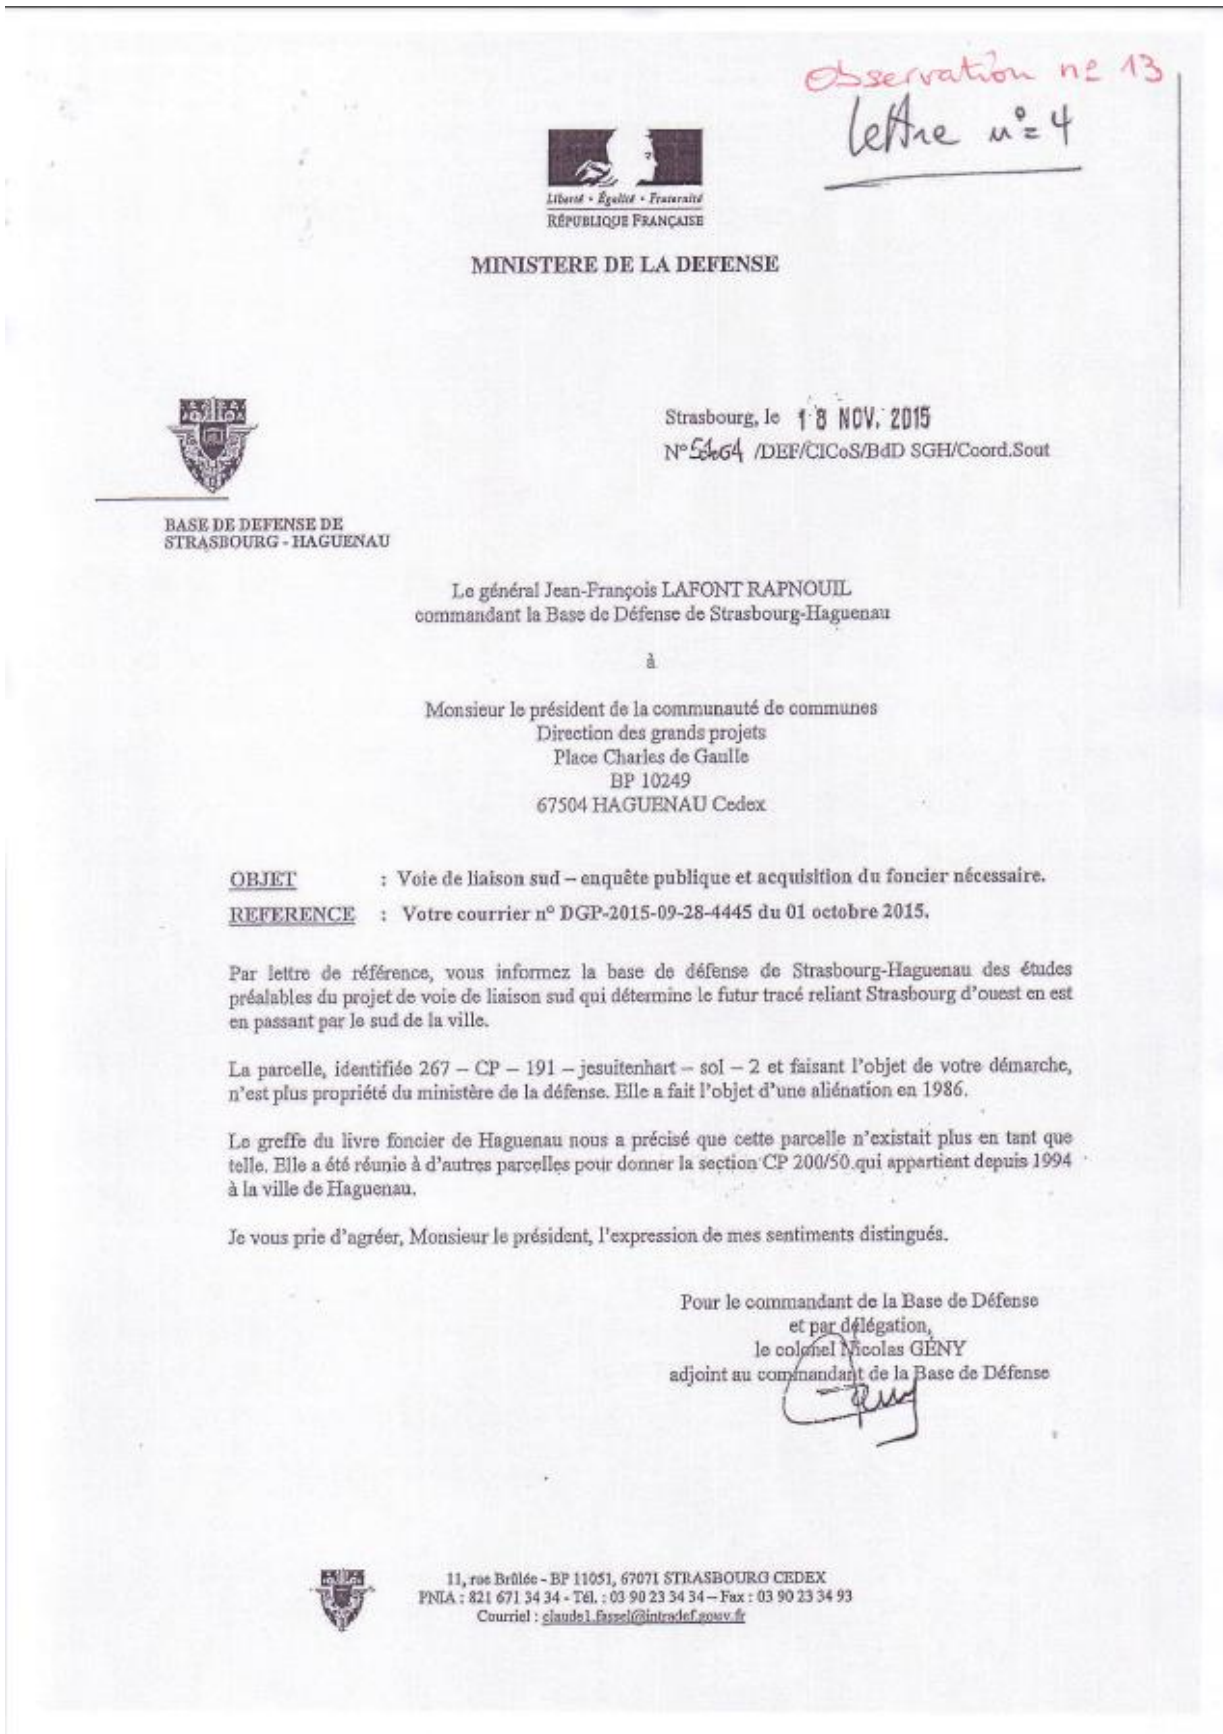 Observation n° 13
lettre n°=4
Liberté • Égalité • Fraternité
RÉPUBLIQUE FRANÇAISE
MINISTERE DE LA DEFENSE
Strasbourg, le 18 NOV. 2015
N° /DEF/CICoS/BdD SGH/Coord.Sout
BASE DE DEFENSE DE
STRASBOURG - HAGUENAU
Le général Jean-François LAFONT RAPNOUIL
commandant la Base de Défense de Strasbourg-Haguenau
à
Monsieur le président de la communauté de communes
Direction des grands projets
Place Charles de Gaulle
BP 10249
67504 HAGUENAU Cedex
OBJET : Voie de liaison sud – enquête publique et acquisition du foncier nécessaire.
REFERENCE : Votre courrier n° DGP-2015-09-28-4445 du 01 octobre 2015.
Par lettre de référence, vous informez la base de défense de Strasbourg-Haguenau des études
préalables du projet de voie de liaison sud qui détermine le futur tracé reliant Strasbourg d'ouest en est
en passant par le sud de la ville.
La parcelle, identifiée 267 – CP – 191 – jesuitenhart – sol – 2 et faisant l'objet de votre démarche,
n'est plus propriété du ministère de la défense. Elle a fait l'objet d'une aliénation en 1986.
Le greffe du livre foncier de Haguenau nous a précisé que cette parcelle n'existait plus en tant que
telle. Elle a été réunie à d'autres parcelles pour donner la section CP 200/50 qui appartient depuis 1994
à la ville de Haguenau.
Je vous prie d'agréer, Monsieur le président, l'expression de mes sentiments distingués.
Pour le commandant de la Base de Défense
et par délégation,
le colonel Nicolas GÉNY
adjoint au commandant de la Base de Défense
11, rue Brûlée - BP 11051, 67071 STRASBOURG CEDEX
PNIA : 821 671 34 34 - Tél. : 03 90 23 34 34 – Fax : 03 90 23 34 93
Courriel : claude1.fassel@intradef.gouv.fr